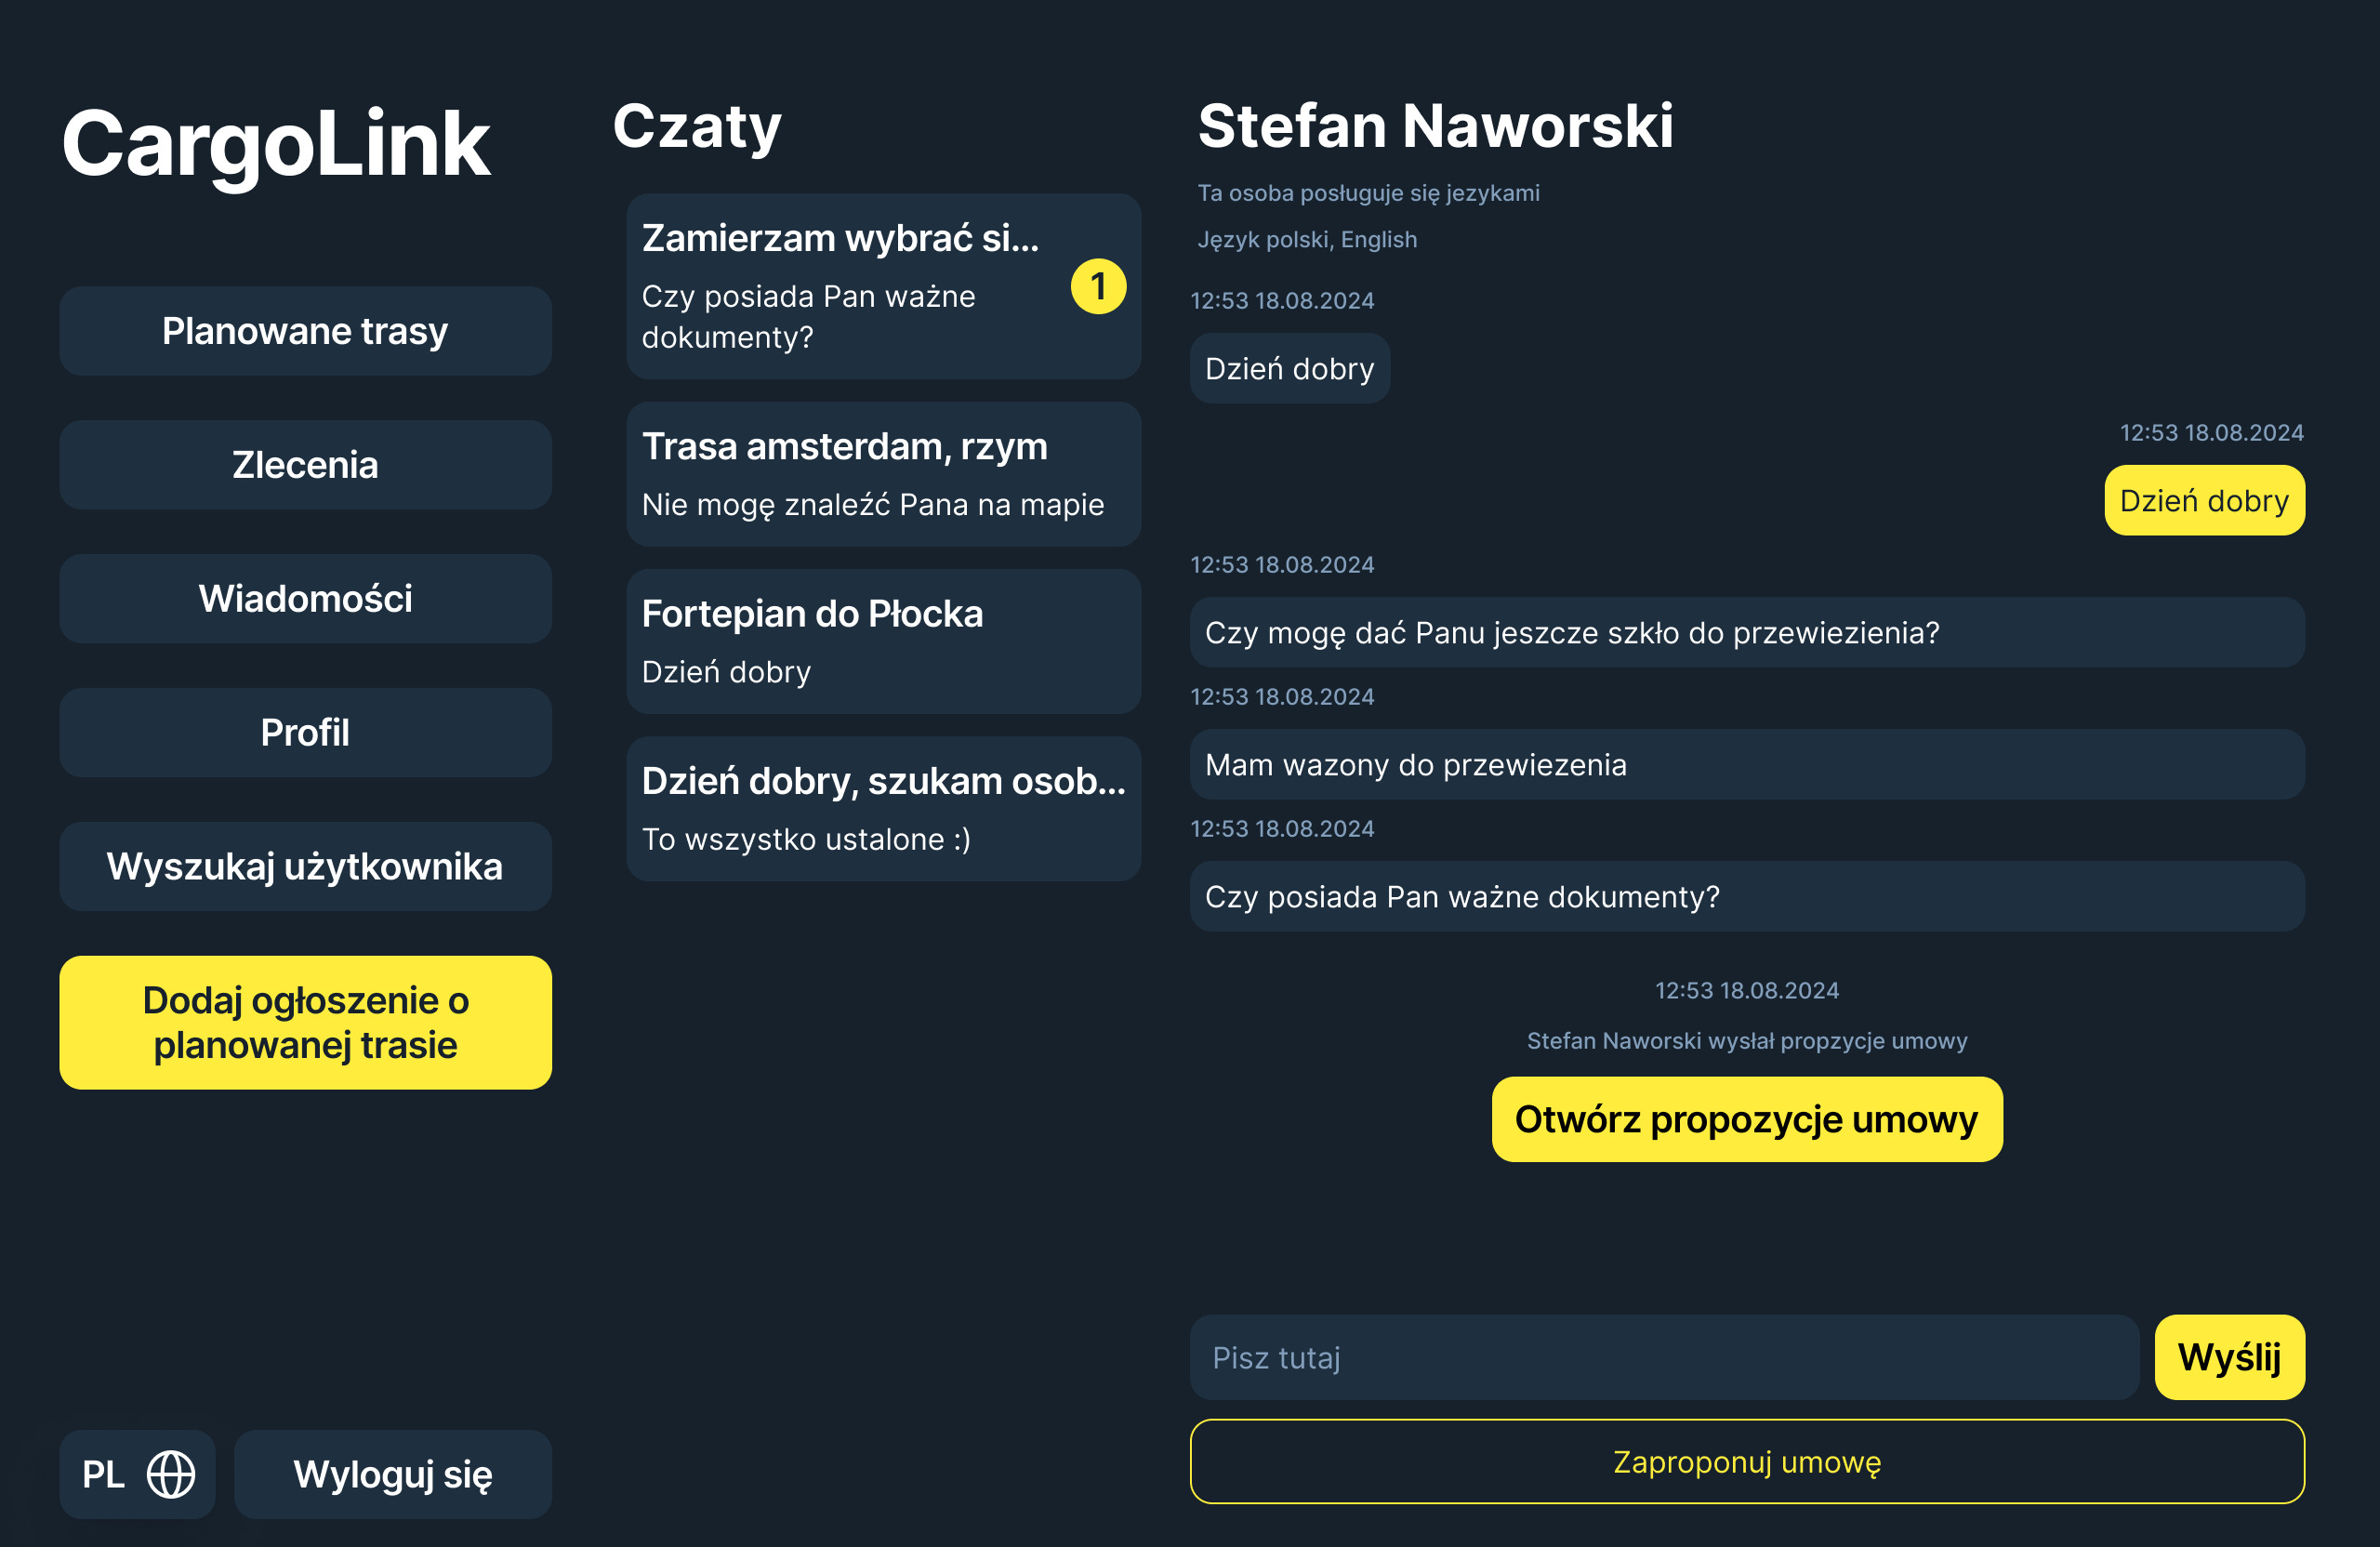 CargoLink
Planowane trasy
Zlecenia
Wiadomości
Profil
Wyszukaj użytkownika
Dodaj ogłoszenie o
planowanej trasie
PL
Wyloguj się
Czaty
Zamierzam wybrać si...
Czy posiada Pan ważne
dokumenty?
1
Trasa amsterdam, rzym
Nie mogę znaleźć Pana na mapie
Fortepian do Płocka
Dzień dobry
Dzień dobry, szukam osob...
To wszystko ustalone :)
Stefan Naworski
Ta osoba posługuje się jezykami
Język polski, English
12:53 18.08.2024
Dzień dobry
12:53 18.08.2024
Dzień dobry
12:53 18.08.2024
Czy mogę dać Panu jeszcze szkło do przewiezienia?
12:53 18.08.2024
Mam wazony do przewiezenia
12:53 18.08.2024
Czy posiada Pan ważne dokumenty?
12:53 18.08.2024
Stefan Naworski wysłał propzycje umowy
Otwórz propozycje umowy
Pisz tutaj
Wyślij
Zaproponuj umowę